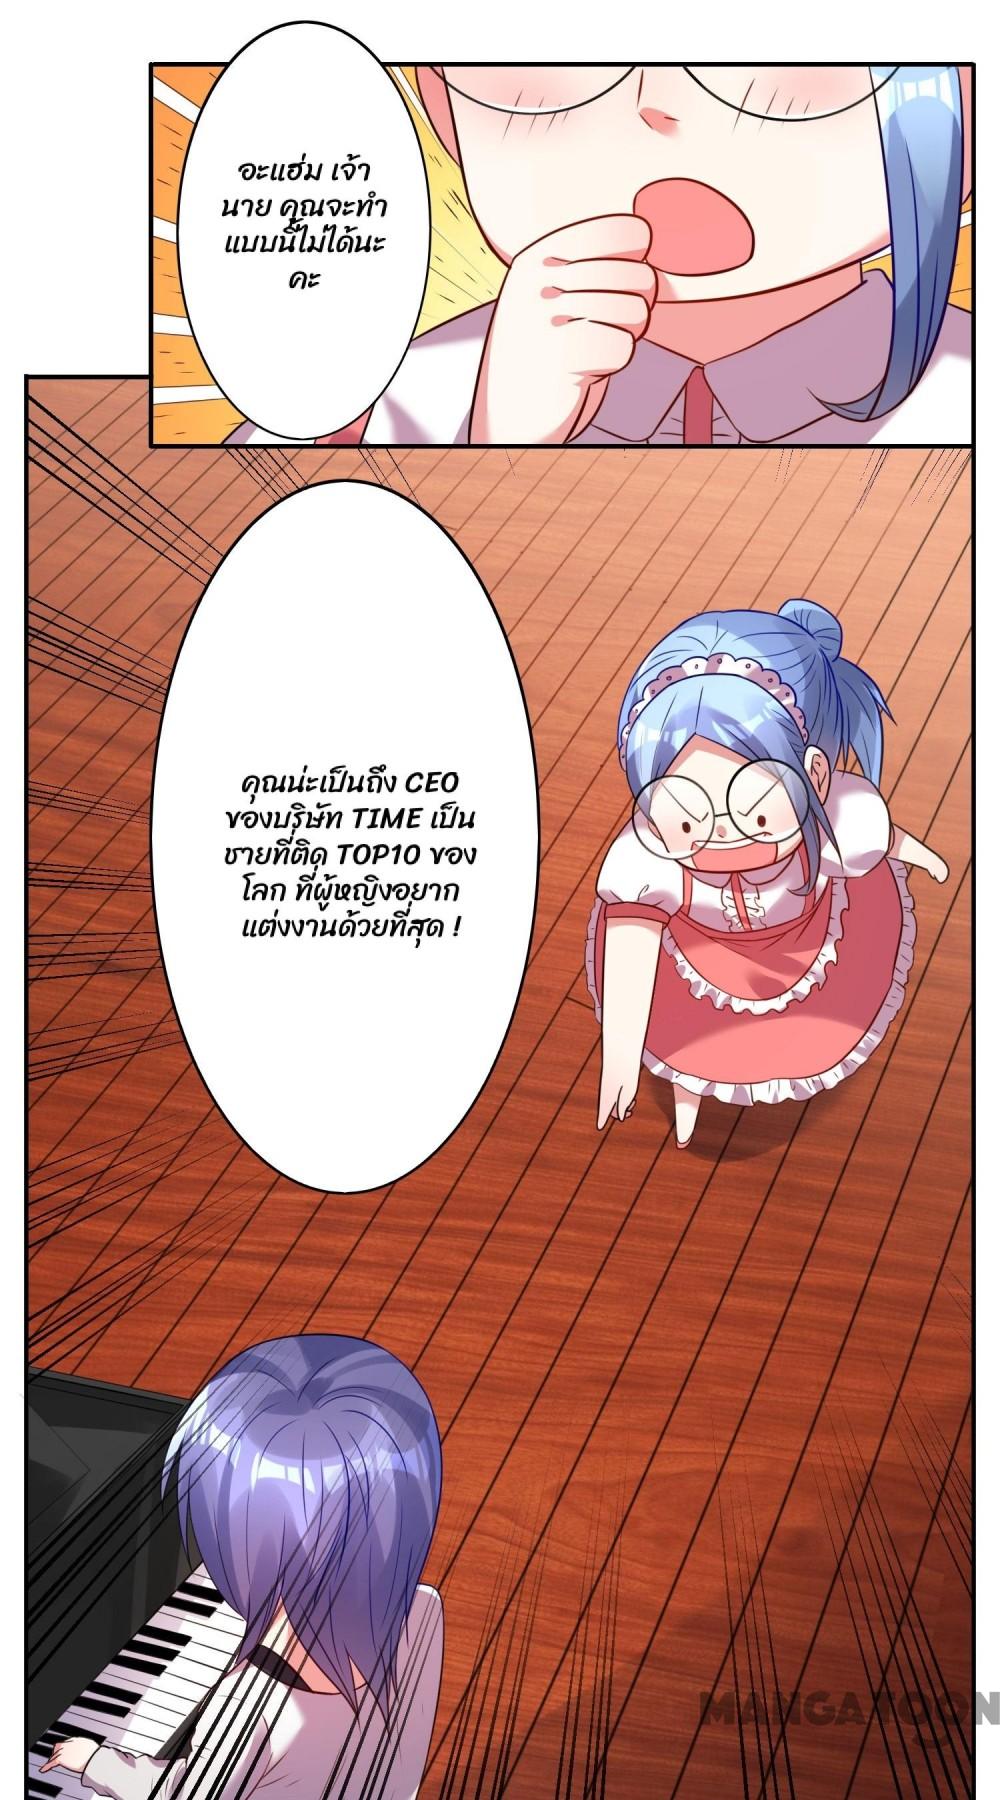 อะแฮ่ม เจ้า
นาย คุณจะทำ
แบบนี้ไม่ได้นะ
คะ
คุณน่ะเป็นถึง CEO
ของบริษัท TIME เป็น
ชายที่ติด TOP10 ของ
โลก ที่ผู้หญิงอยาก
แต่งงานด้วยที่สุด !
MANGATOON